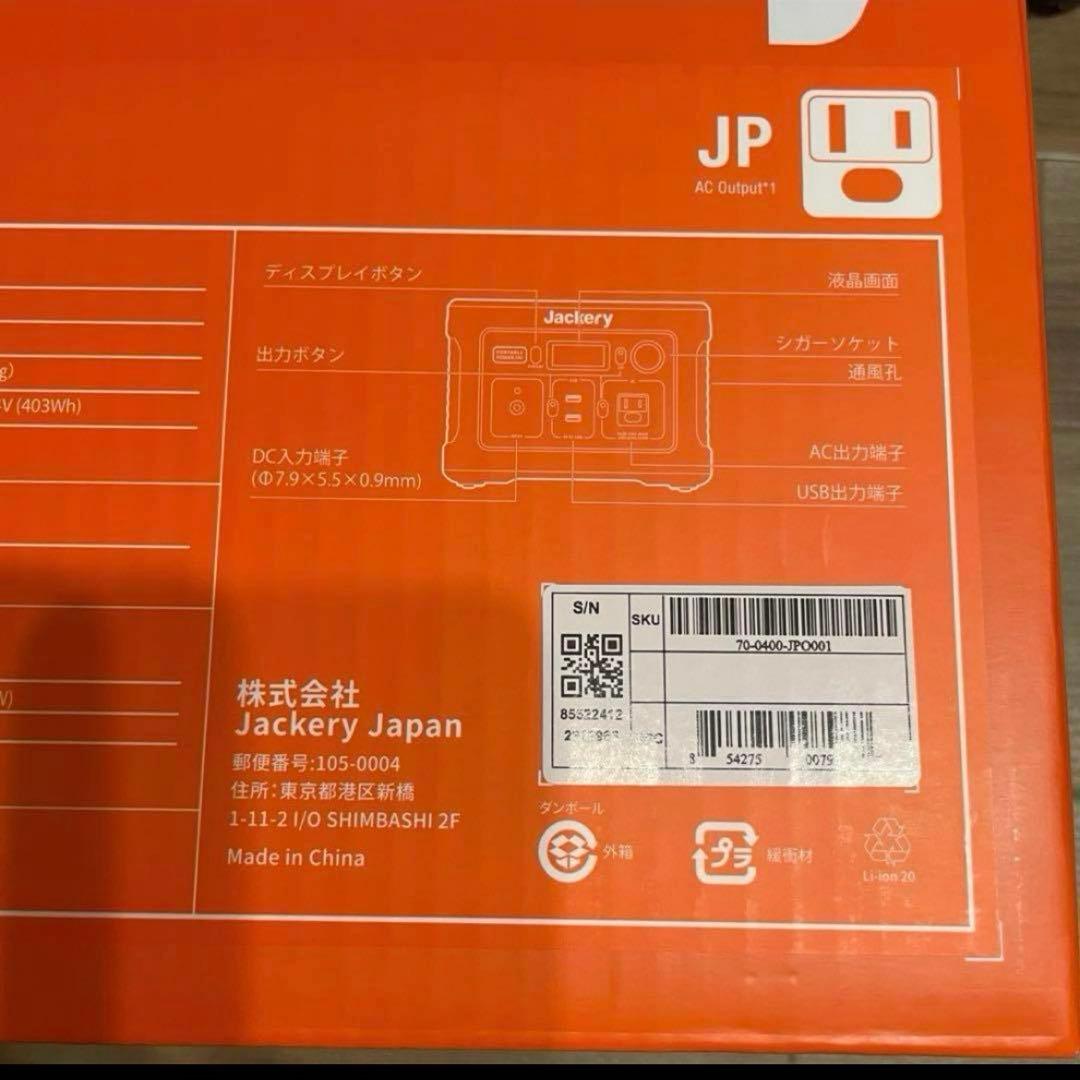 JP
AC Output*1
ディスプレイボタン
液晶画面
Jackery
出力ボタン
シガーソケット
通風孔
g)
V (403Wh)
DC入力端子
(Φ7.9×5.5×0.9mm)
AC出力端子
USB出力端子
S/N
SKU
70-0400-JPO001
85522412
8 54275 0079
株式会社
Jackery Japan
郵便番号:105-0004
住所:東京都港区新橋
1-11-2 I/O SHIMBASHI 2F
Made in China
ダンボール
外箱
プラ
緩衝材
Li-ion 20